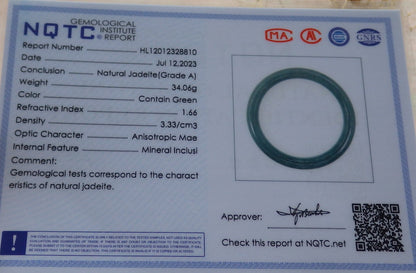 NQTC
GEMOLOGICAL
INSTITUTE
REPORT
MA
GNRS
Report Number HL12012328810
Date Jul 12.2023
Conclusion Natural Jadeite(Grade A)
Weight 34.06g
Color Contain Green
Refractive Index 1.66
Density 3.33/cm3
Optic Character Anisotropic Mae
Internal Feature Mineral Inclusi
Comment:
Gemological tests correspond to the charact
eristics of natural jadeite.
Approver:
Check this report at NQTC.net